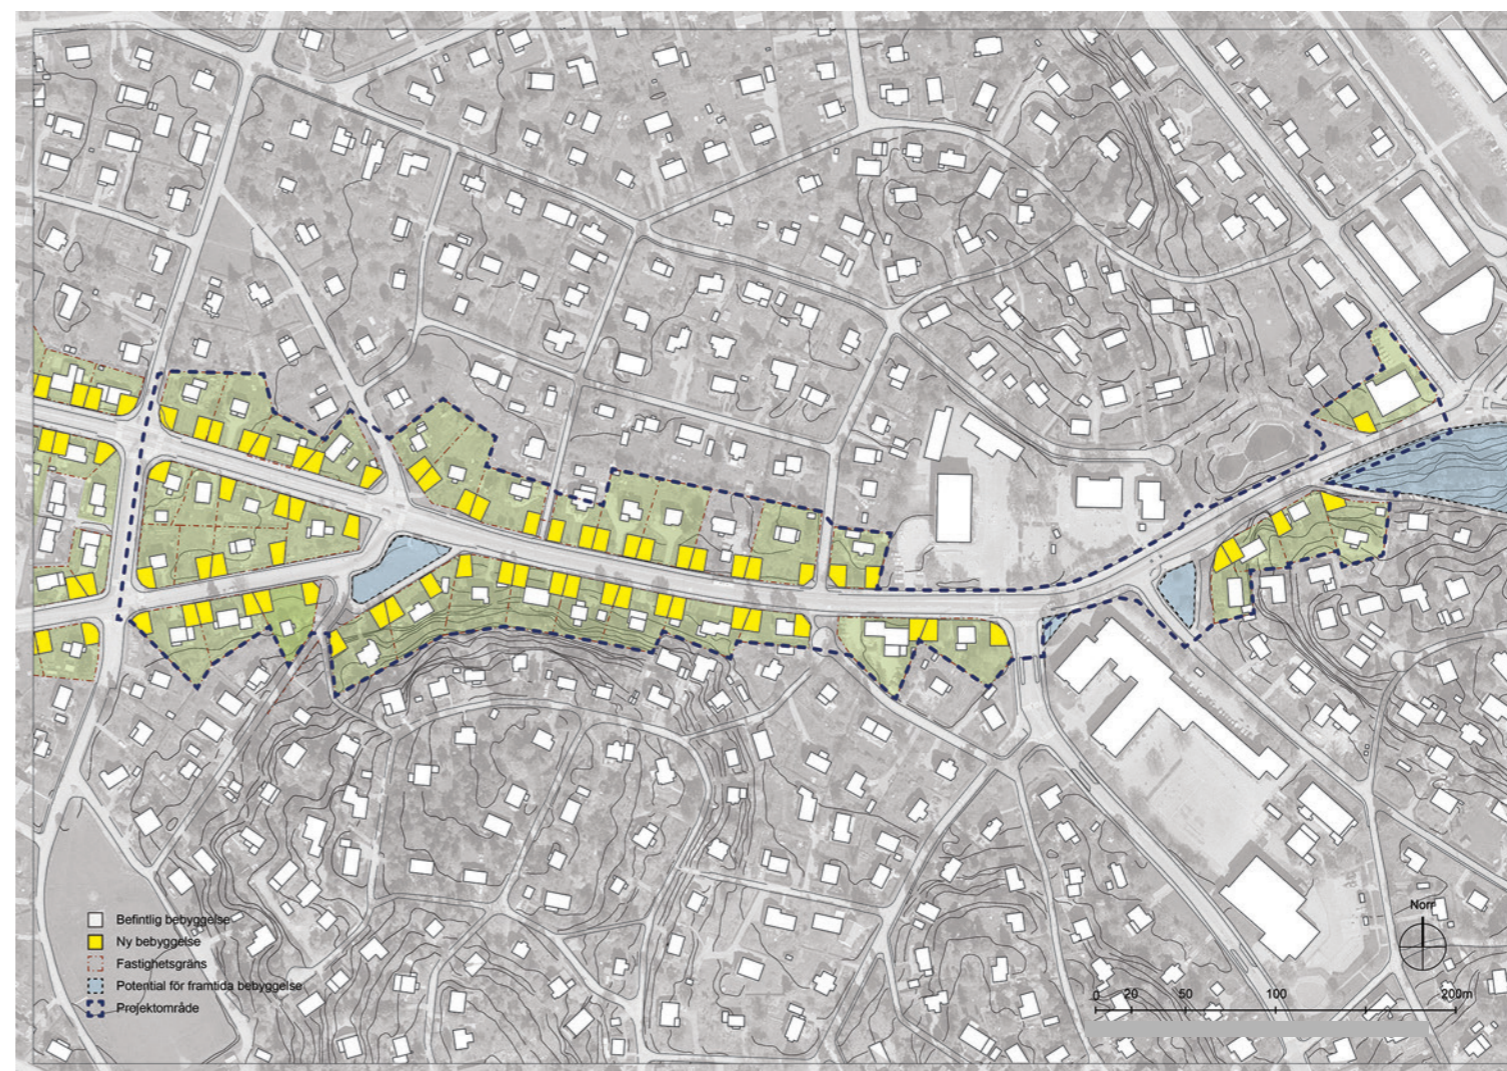 Befintlig bebyggelse
Ny bebyggelse
Fastighetsgräns
Potential för framtida bebyggelse
Projektområde
Norr
0 20 50 100 200m